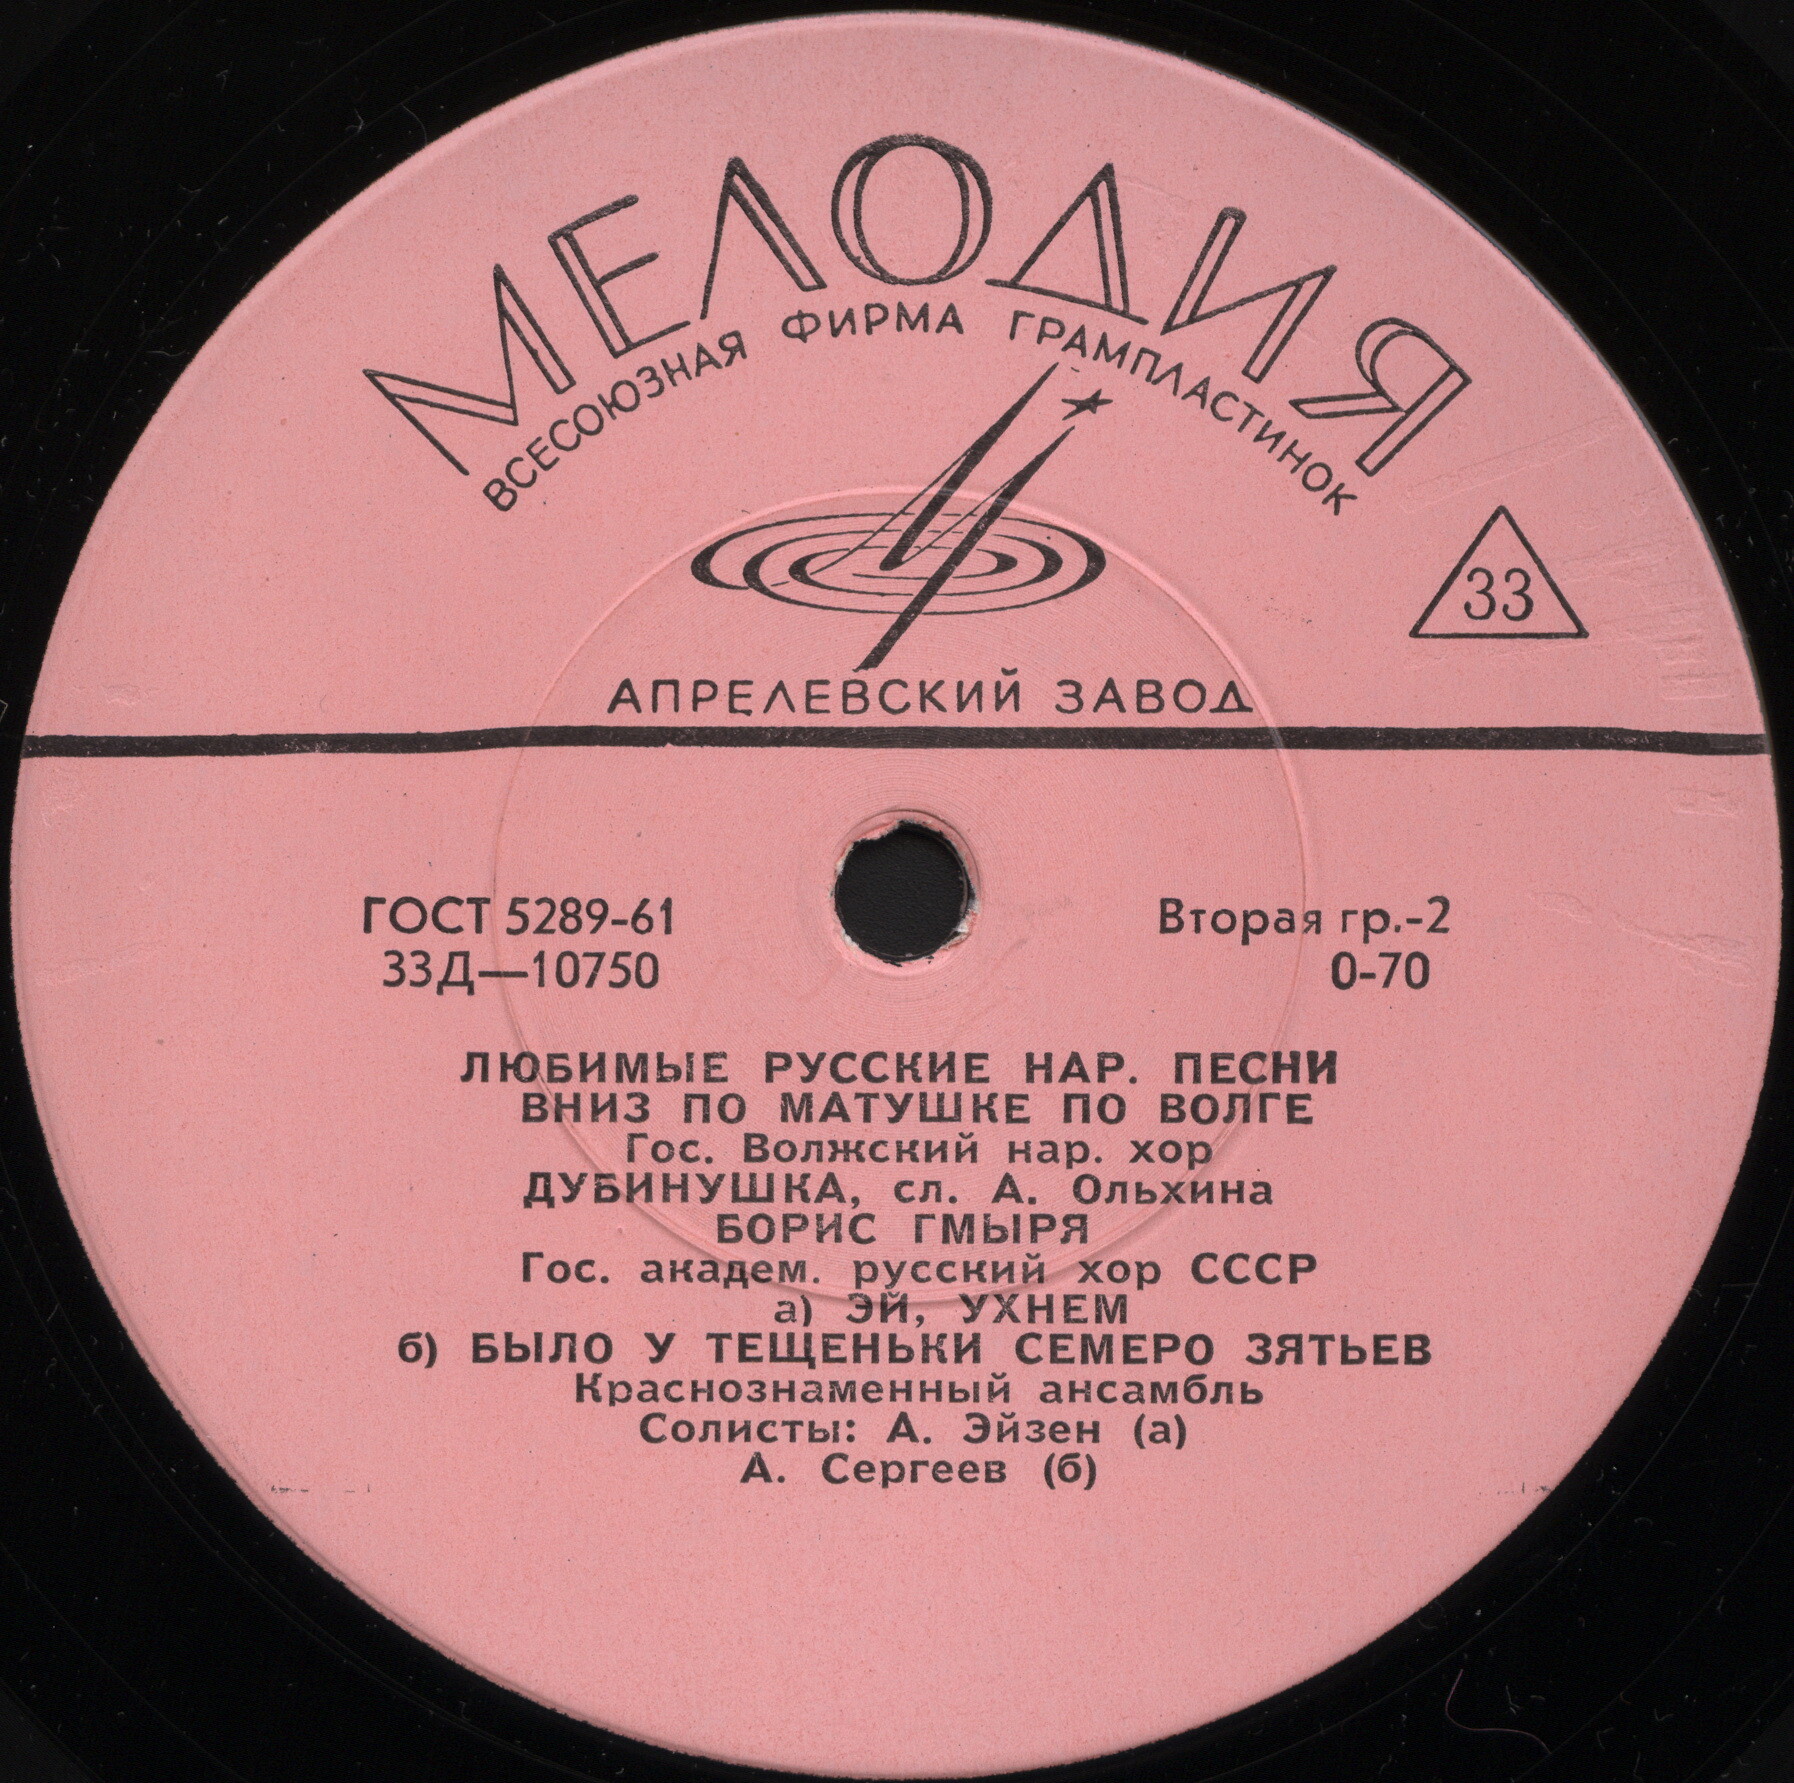 МЕЛОДИЯ
ВСЕСОЮЗНАЯ ФИРМА ГРАМПЛАСТИНОК
33
АПРЕЛЕВСКИЙ ЗАВОД
ГОСТ 5289-61
33Д—10750
Вторая гр.-2
0-70
ЛЮБИМЫЕ РУССКИЕ НАР. ПЕСНИ
ВНИЗ ПО МАТУШКЕ ПО ВОЛГЕ
Гос. Волжский нар. хор
ДУБИНУШКА, сл. А. Ольхина
БОРИС ГМЫРЯ
Гос. академ. русский хор СССР
а) ЭЙ, УХНЕМ
б) БЫЛО У ТЕЩЕНЬКИ СЕМЕРО ЗЯТЬЕВ
Краснознаменный ансамбль
Солисты: А. Эйзен (а)
А. Сергеев (б)